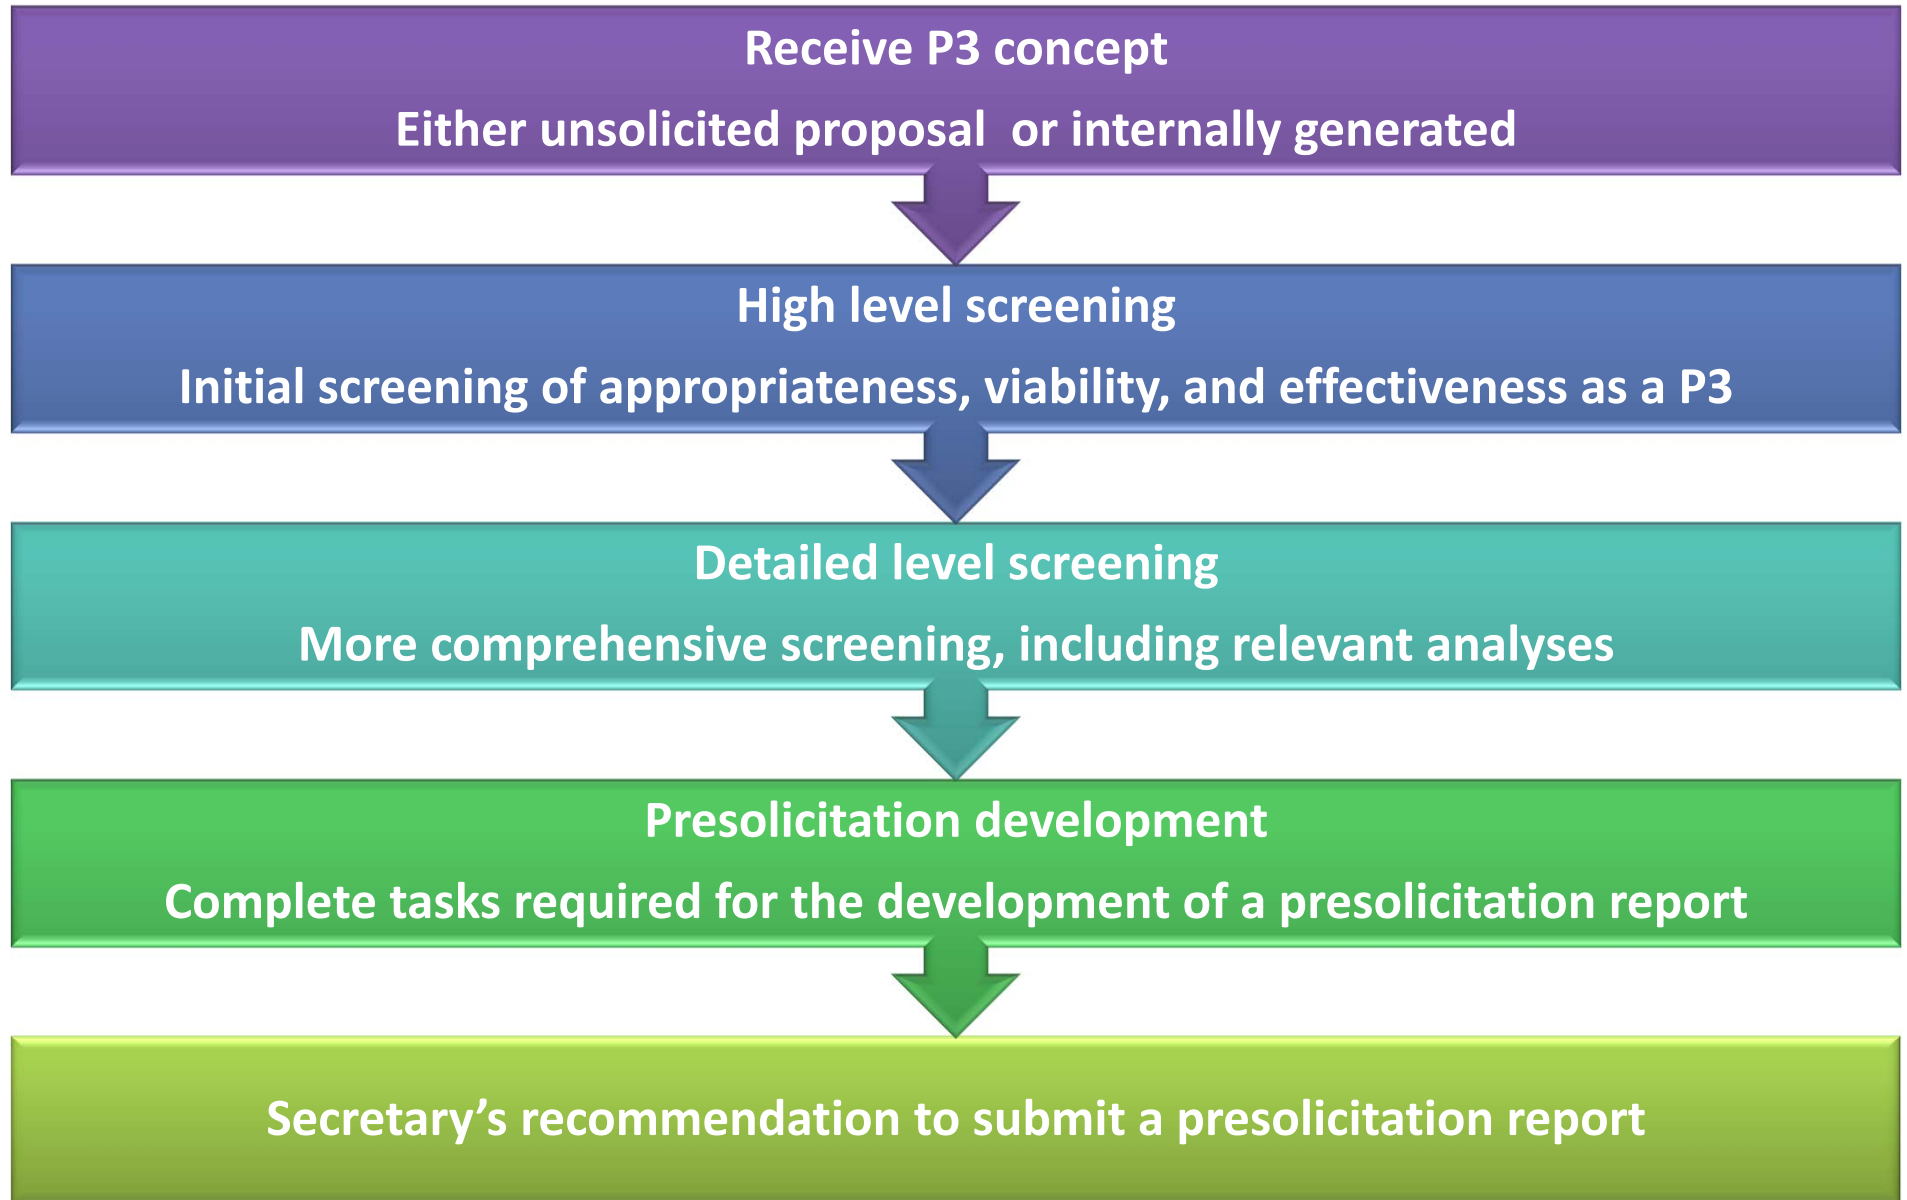 Receive P3 concept
Either unsolicited proposal  or internally generated
High level screening
Initial screening of appropriateness, viability, and effectiveness as a P3
Detailed level screening
More comprehensive screening, including relevant analyses
Presolicitation development
Complete tasks required for the development of a presolicitation report
Secretary’s recommendation to submit a presolicitation report